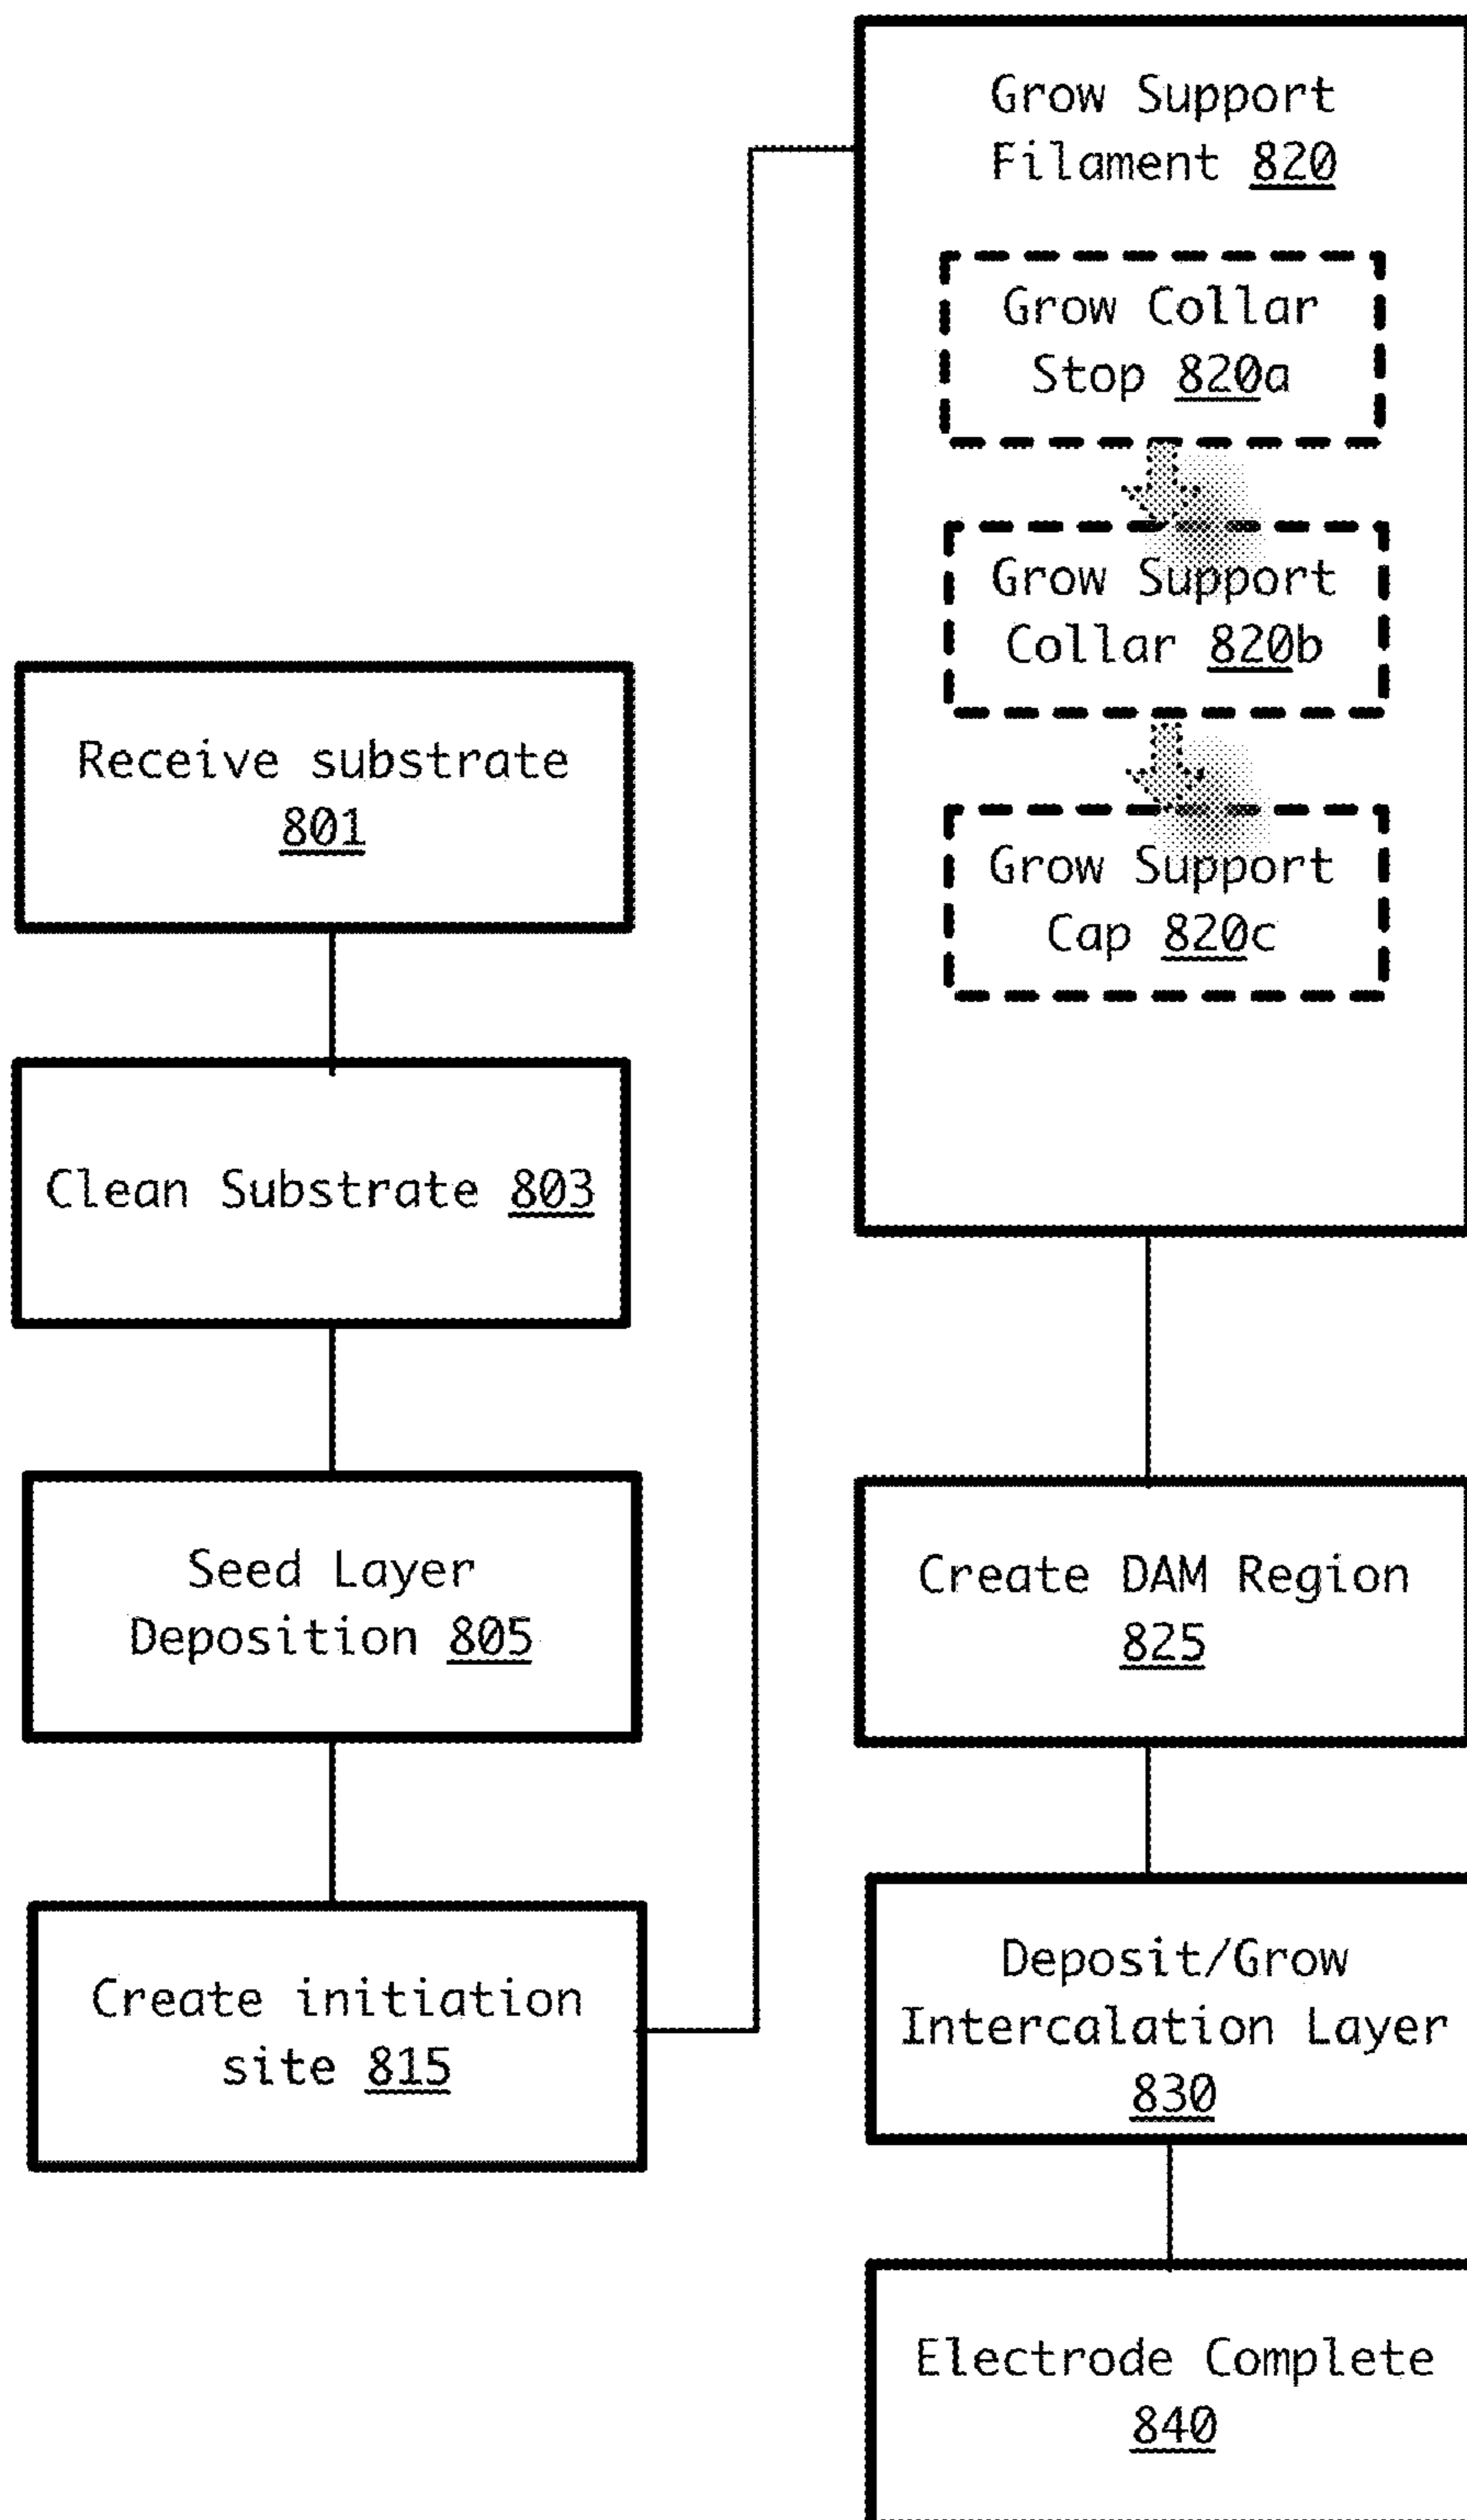 Receive substrate
801
Clean Substrate 803
Seed Layer
Deposition 805
Create initiation
site 815
Grow Support
Filament 820
Grow Collar
Stop 820a
Grow Support
Collar 820b
Grow Support
Cap 820c
Create DAM Region
825
Deposit/Grow
Intercalation Layer
830
Electrode Complete
840